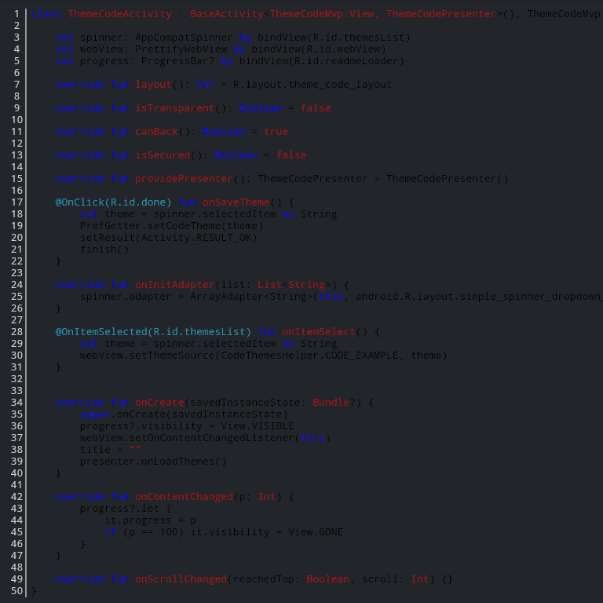 1 class ThemeCodeActivity : BaseActivity<ThemeCodeMvp.View, ThemeCodePresenter>(), ThemeCodeMvp
2
3 val spinner: AppCompatSpinner by bindView(R.id.themesList)
4 val webView: PrettifyWebView by bindView(R.id.webView)
5 val progress: ProgressBar? by bindView(R.id.readmeLoader)
6
7 override fun layout(): Int = R.layout.theme_code_layout
8
9 override fun isTransparent(): Boolean = false
10
11 override fun canBack(): Boolean = true
12
13 override fun isSecured(): Boolean = false
14
15 override fun providePresenter(): ThemeCodePresenter = ThemeCodePresenter()
16
17 @OnClick(R.id.done) fun onSaveTheme() {
18 val theme = spinner.selectedItem as String
19 PrefGetter.setCodeTheme(theme)
20 setResult(Activity.RESULT_OK)
21 finish()
22 }
23
24 override fun onInitAdapter(list: List<String>) {
25 spinner.adapter = ArrayAdapter<String>(this, android.R.layout.simple_spinner_dropdown_
26 }
27
28 @OnItemSelected(R.id.themesList) fun onItemSelect() {
29 val theme = spinner.selectedItem as String
30 webView.setThemeSource(CodeThemesHelper.CODE_EXAMPLE, theme)
31 }
32
33
34 override fun onCreate(savedInstanceState: Bundle?) {
35 super.onCreate(savedInstanceState)
36 progress?.visibility = View.VISIBLE
37 webView.setOnContentChangedListener(this)
38 title = ""
39 presenter.onLoadThemes()
40 }
41
42 override fun onContentChanged(p: Int) {
43 progress?.let {
44 it.progress = p
45 if (p == 100) it.visibility = View.GONE
46 }
47 }
48
49 override fun onScrollChanged(reachedTop: Boolean, scroll: Int) {}
50 }